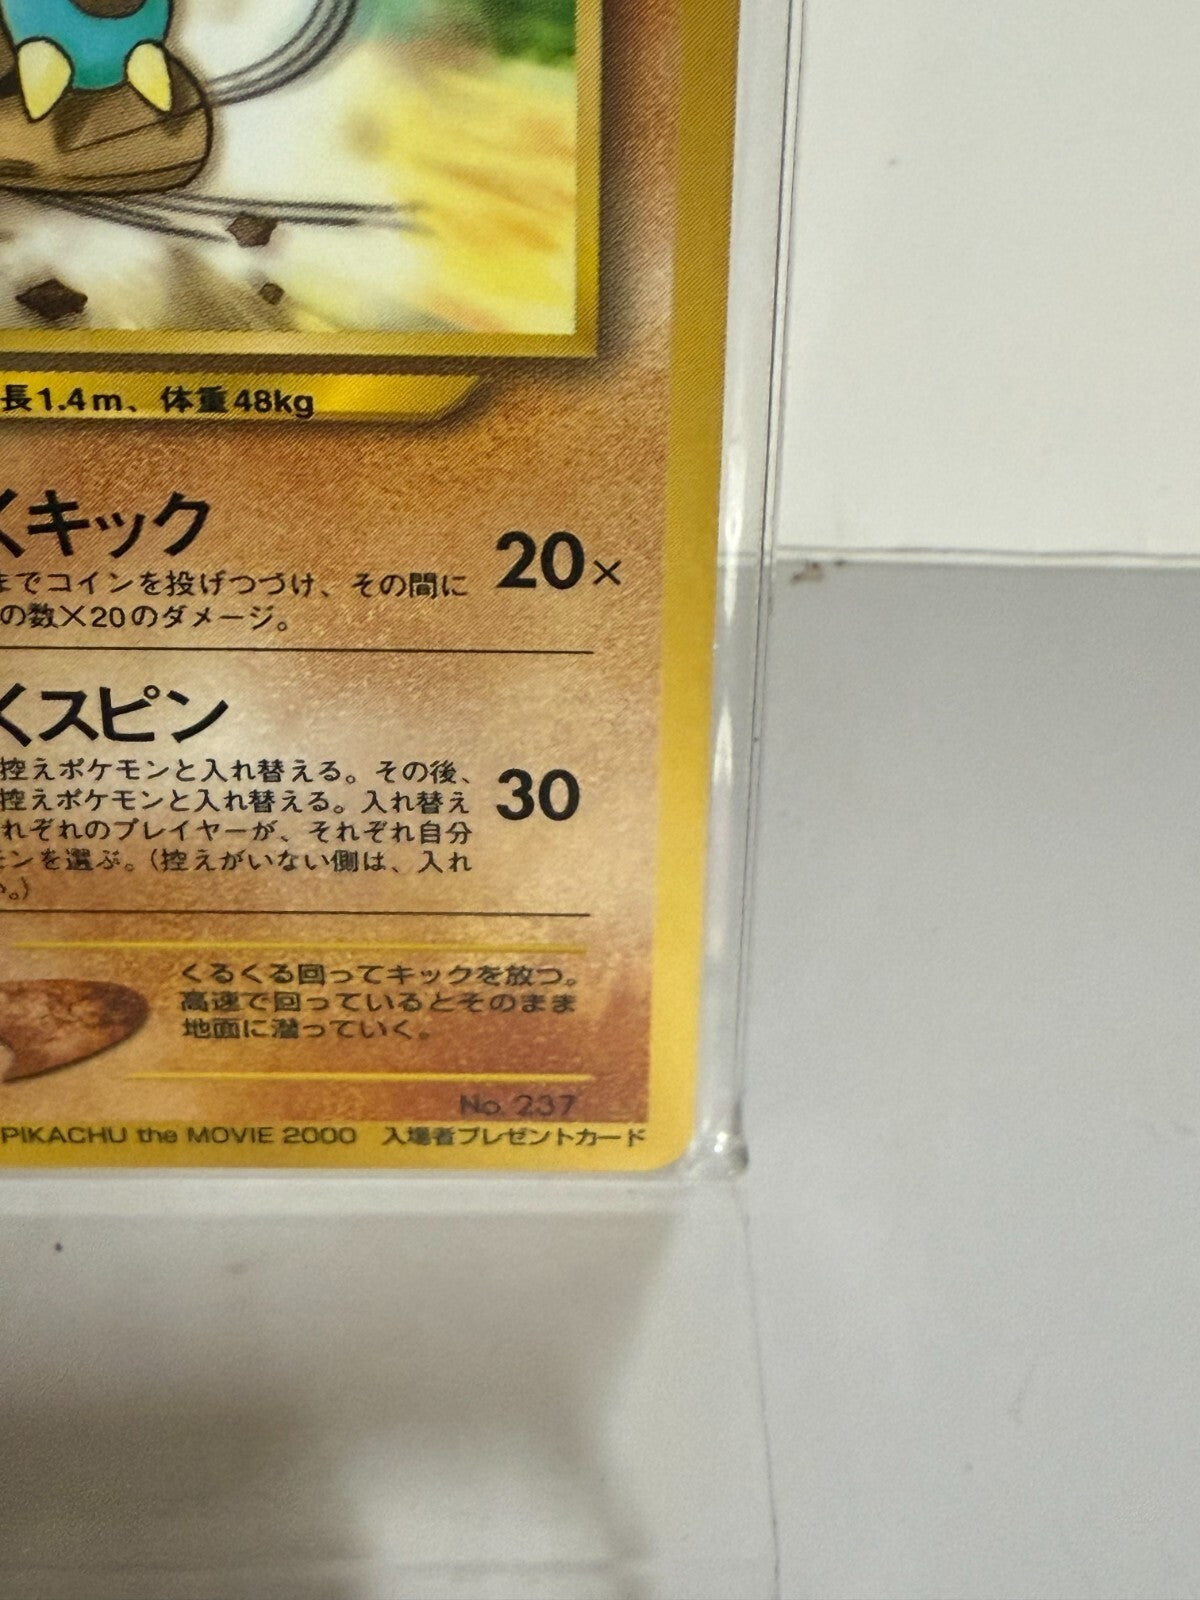 長1.4m、体重48kg
くキック
20×
までコインを投げつづけ、その間に
の数×20のダメージ。
くスピン
30
控えポケモンと入れ替える。その後、
控えポケモンと入れ替える。入れ替え
れぞれのプレイヤーが、それぞれ自分
モンを選ぶ。(控えがいない側は、入れ
い。)
くるくる回ってキックを放つ。
高速で回っているとそのまま
地面に潜っていく。
No. 237
PIKACHU the MOVIE 2000 入場者プレゼントカード